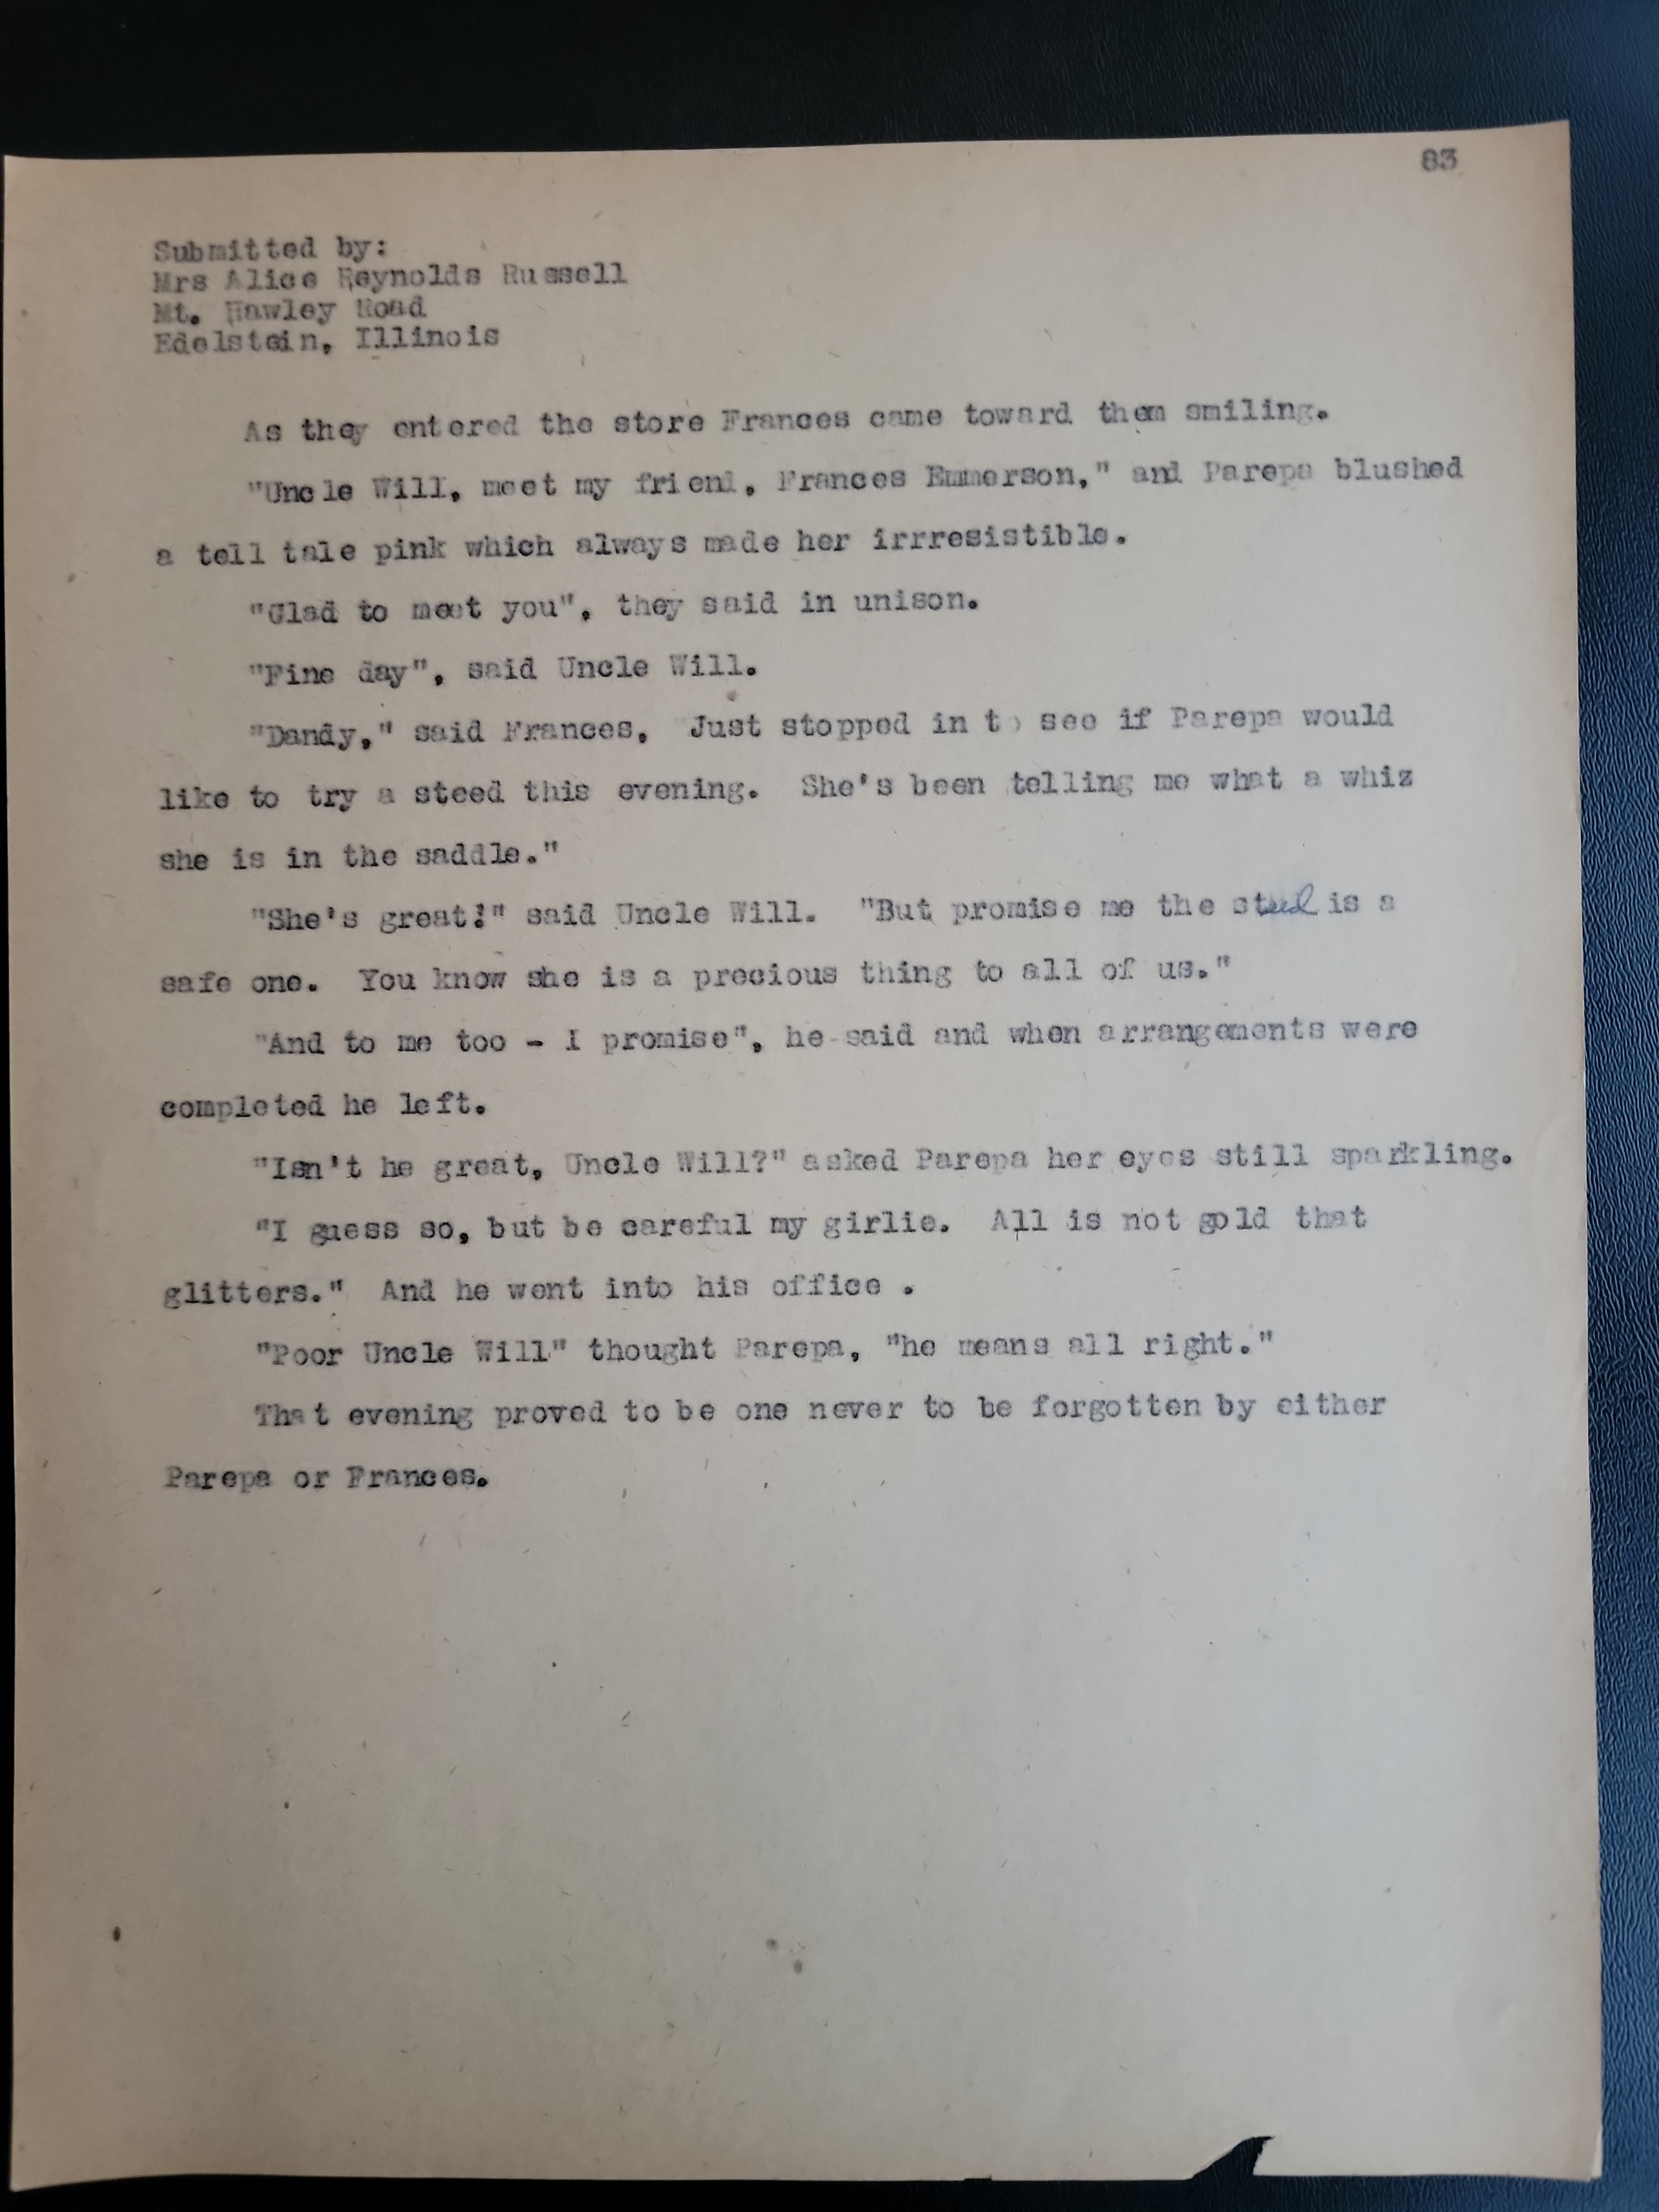 83
Submitted by:
Mrs Alice Reynolds Russell
Mt. Hawley Road
Edelstein, Illinois
As they entered the store Frances came toward them smiling.
"Uncle Will, meet my friend, Frances Emmerson," and Parepa blushed
a tell tale pink which always made her irrresistible.
"Glad to meet you", they said in unison.
"Fine day", said Uncle Will.
"Dandy," said Frances, Just stopped in to see if Parepa would
like to try a steed this evening. She's been telling me what a whiz
she is in the saddle."
"She's great!" said Uncle Will. "But promise me the steed is a
safe one. You know she is a precious thing to all of us."
"And to me too - I promise", he said and when arrangements were
completed he left.
"Isn't he great, Uncle Will?" asked Parepa her eyes still sparkling.
"I guess so, but be careful my girlie. All is not gold that
glitters." And he went into his office .
"Poor Uncle Will" thought Parepa, "he means all right."
That evening proved to be one never to be forgotten by either
Parepa or Frances.